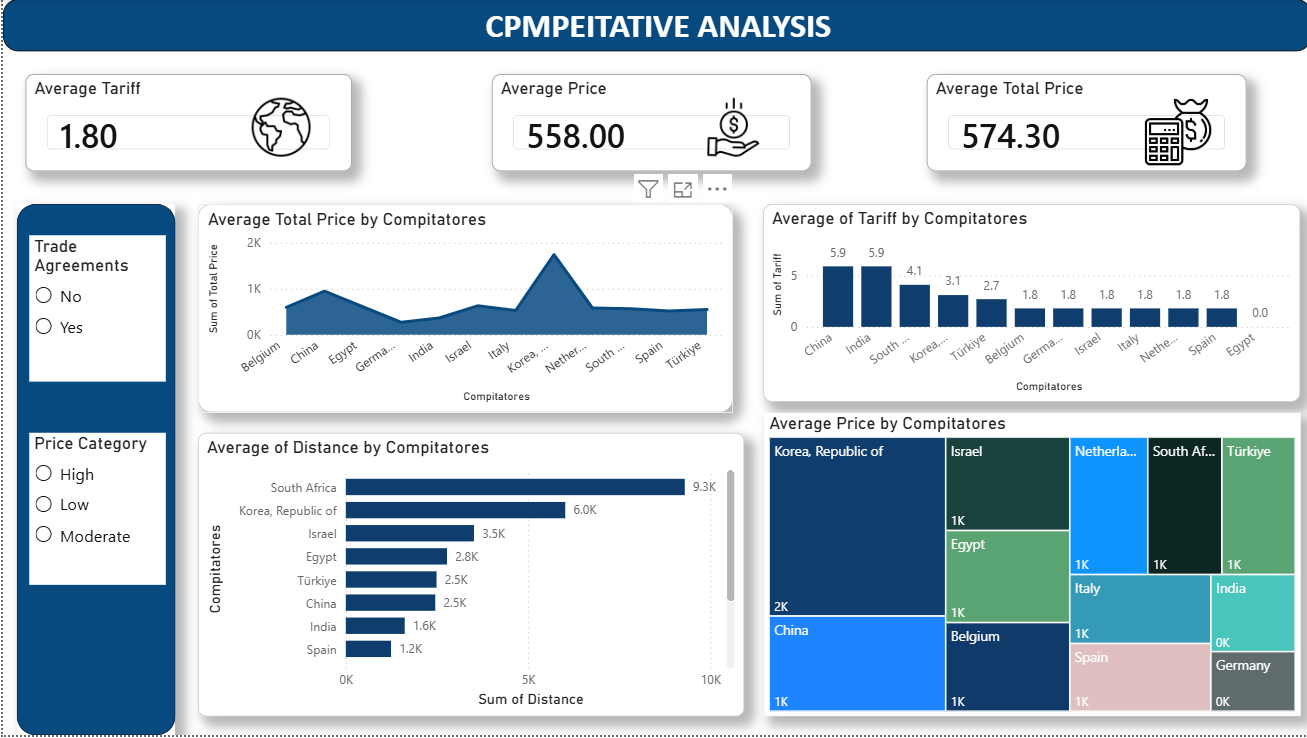 CPMPEITATIVE ANALYSIS
Average Tariff
1.80
Average Price
558.00
Average Total Price
574.30
Trade
Agreements
No
Yes
Price Category
High
Low
Moderate
Average Total Price by Compitatores
Sum of Total Price
2K
1K
0K
Belgium
China
Egypt
Germa...
India
Israel
Italy
Korea, ...
Nether...
South ...
Spain
Türkiye
Compitatores
Average of Tariff by Compitatores
Sum of Tariff
5
0
5.9
5.9
4.1
3.1
2.7
1.8
1.8
1.8
1.8
1.8
1.8
0.0
China
India
South ...
Korea,...
Türkiye
Belgium
Germa...
Israel
Italy
Nethe...
Spain
Egypt
Compitatores
Average of Distance by Compitatores
Compitatores
South Africa 9.3K
Korea, Republic of 6.0K
Israel 3.5K
Egypt 2.8K
Türkiye 2.5K
China 2.5K
India 1.6K
Spain 1.2K
0K 5K 10K
Sum of Distance
Average Price by Compitatores
Korea, Republic of
2K
China
1K
Israel
1K
Egypt
1K
Belgium
1K
Netherla...
1K
South Af...
1K
Türkiye
1K
Italy
1K
Spain
1K
India
0K
Germany
0K